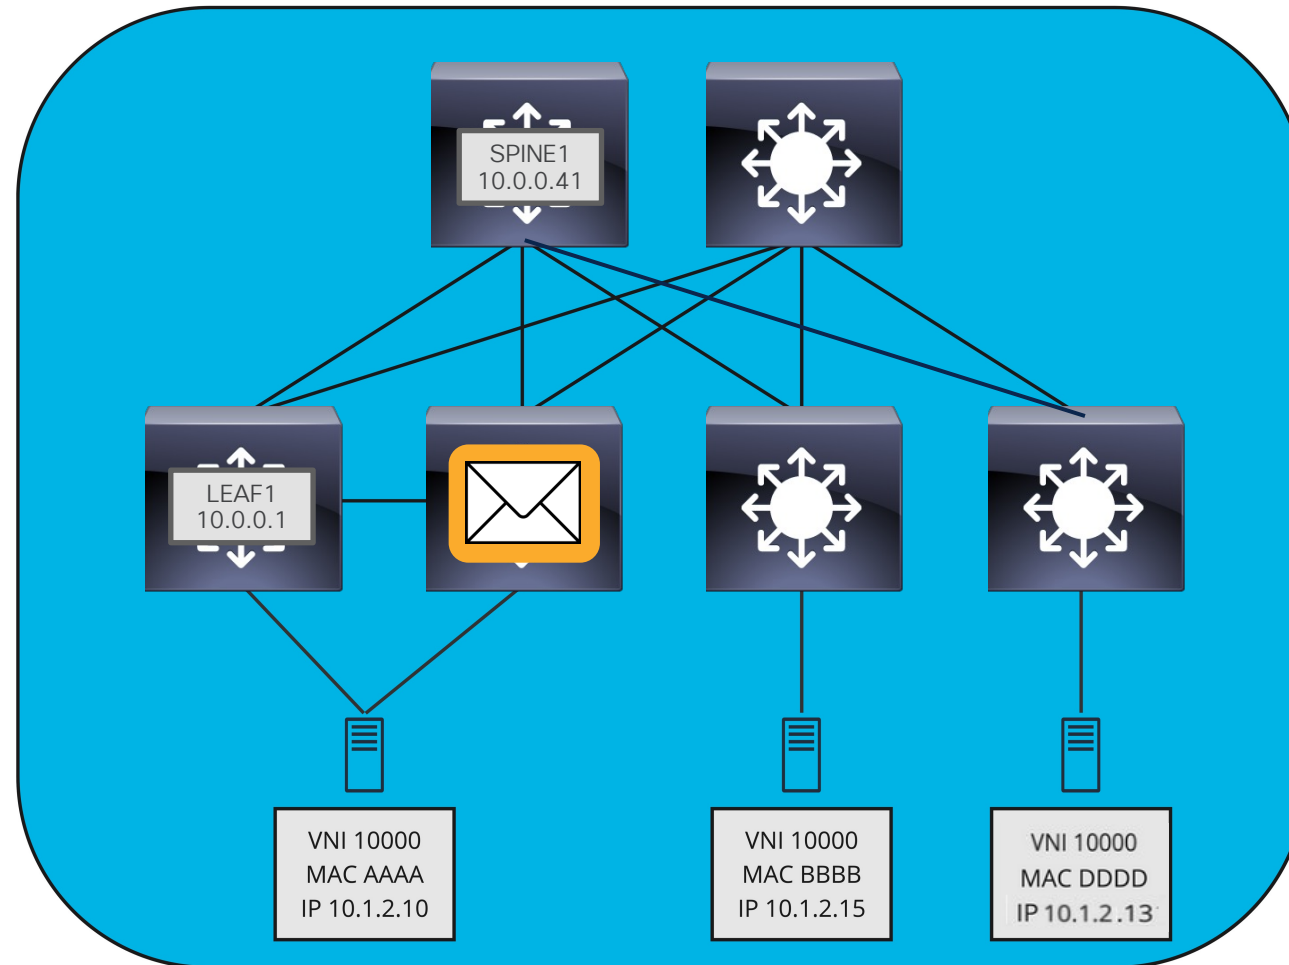 SPINE1
10.0.0.41
LEAF1
10.0.0.1
VNI 10000
MAC AAAA
IP 10.1.2.10
VNI 10000
MAC BBBB
IP 10.1.2.15
VNI 10000
MAC DDDD
IP 10.1.2 .13